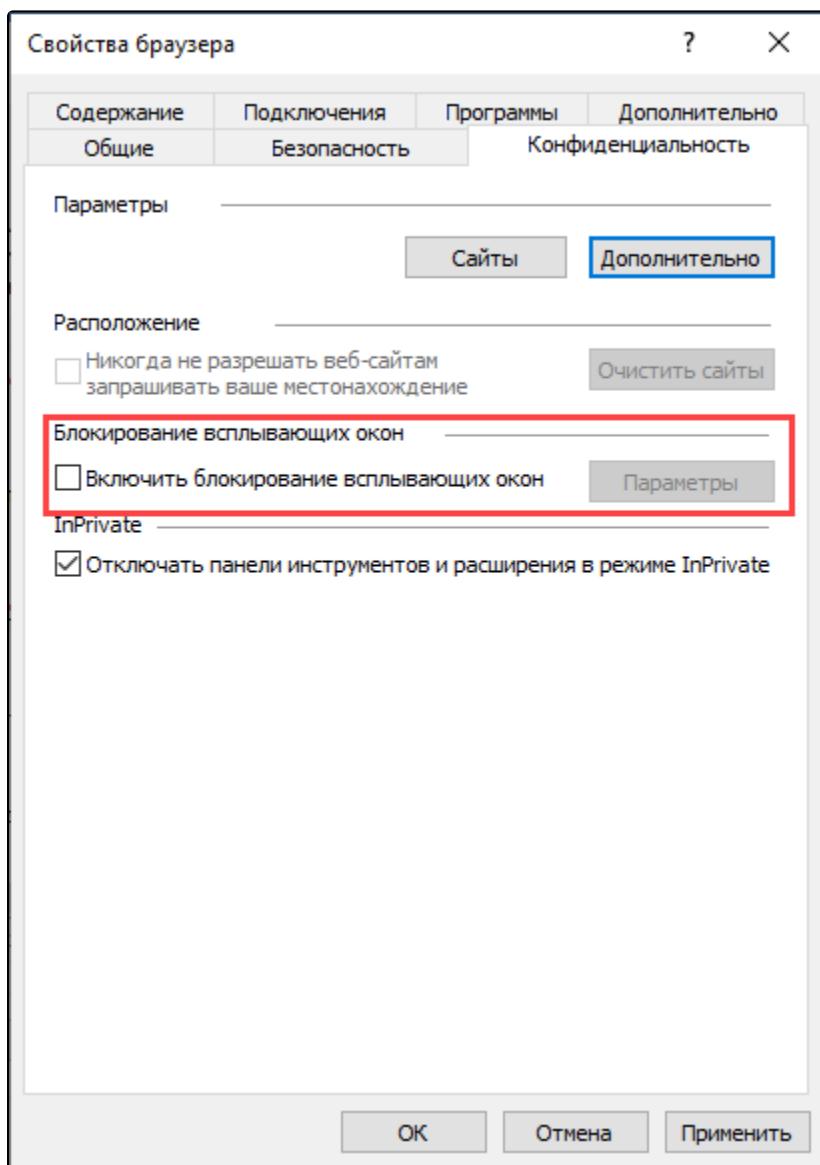 Свойства браузера ?
Содержание Подключения Программы Дополнительно
Общие Безопасность Конфиденциальность
Параметры
Сайты Дополнительно
Расположение
Никогда не разрешать веб-сайтам
запрашивать ваше местонахождение
Очистить сайты
Блокирование всплывающих окон
Включить блокирование всплывающих окон Параметры
InPrivate
Отключать панели инструментов и расширения в режиме InPrivate
ОК Отмена Применить